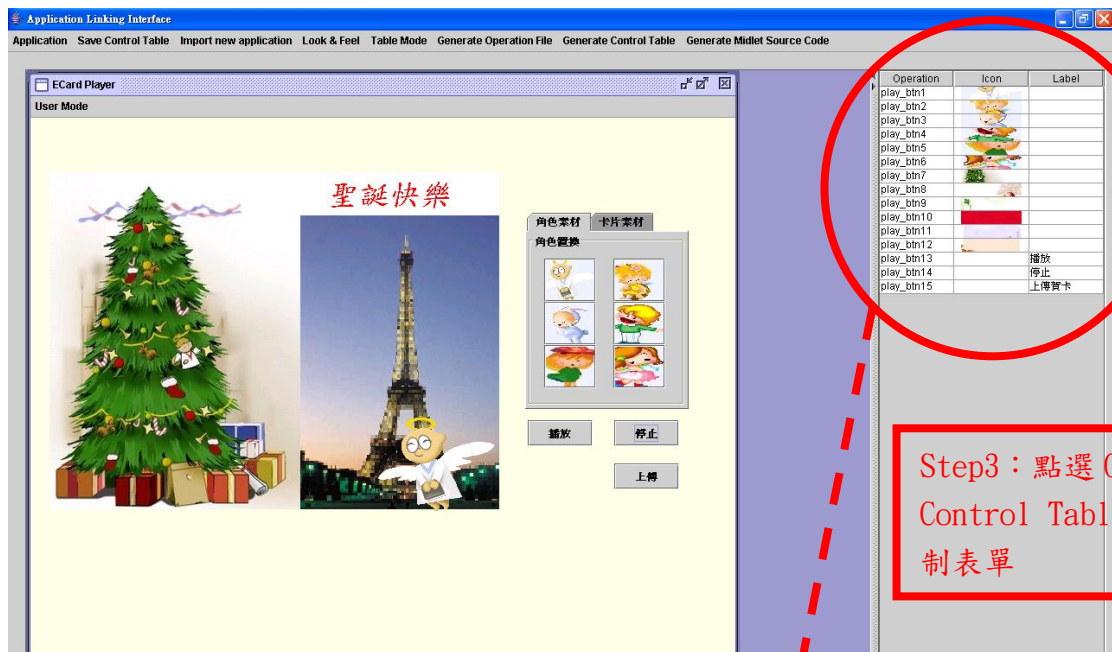 Application Linking Interface
Application Save Control Table Import new application Look & Feel Table Mode Generate Operation File Generate Control Table Generate Midlet Source Code
ECard Player
User Mode
聖誕快樂
角色素材 卡片素材
角色置換
播放 停止
上傳
Operation Icon Label
play_btn1
play_btn2
play_btn3
play_btn4
play_btn5
play_btn6
play_btn7
play_btn8
play_btn9
play_btn10
play_btn11
play_btn12
play_btn13 播放
play_btn14 停止
play_btn15 上傳賀卡
Step3：點選
Control Tabl
制表單